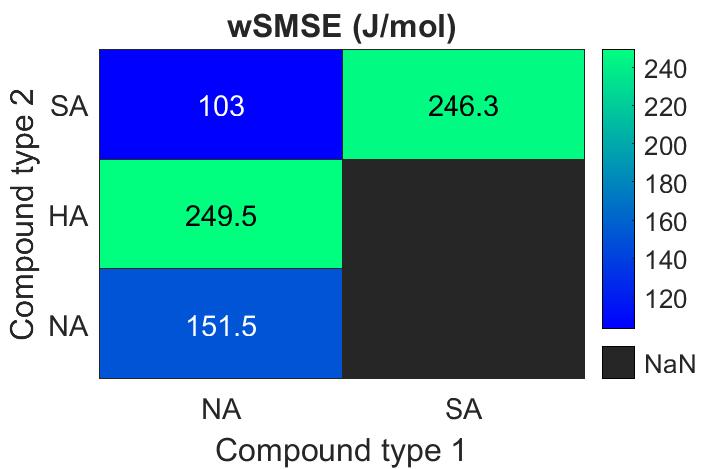 wSMSE (J/mol)
Compound type 2
SA
103
246.3
HA
249.5
NA
151.5
NA
SA
Compound type 1
240
220
200
180
160
140
120
NaN